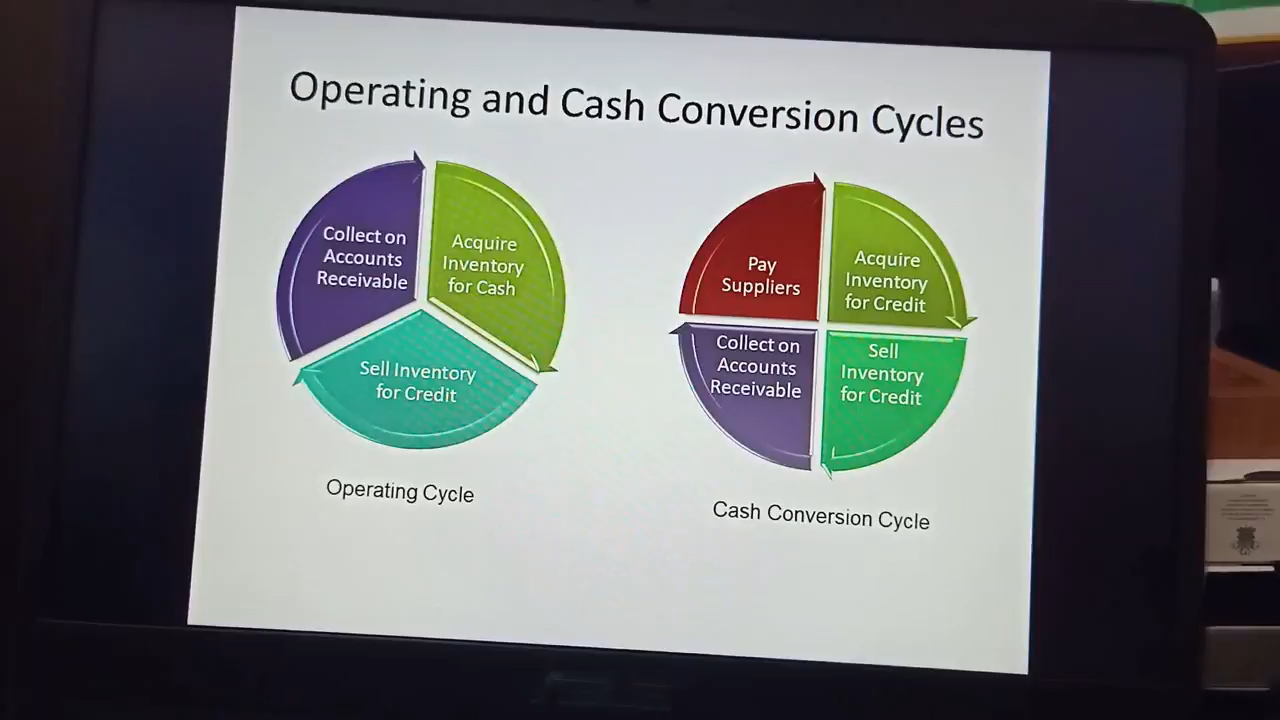 Operating and Cash Conversion Cycles
Collect on
Accounts
Receivable
Acquire
Inventory
for Cash
Sell Inventory
for Credit
Operating Cycle
Pay
Suppliers
Acquire
Inventory
for Credit
Collect on
Accounts
Receivable
Sell
Inventory
for Credit
Cash Conversion Cycle